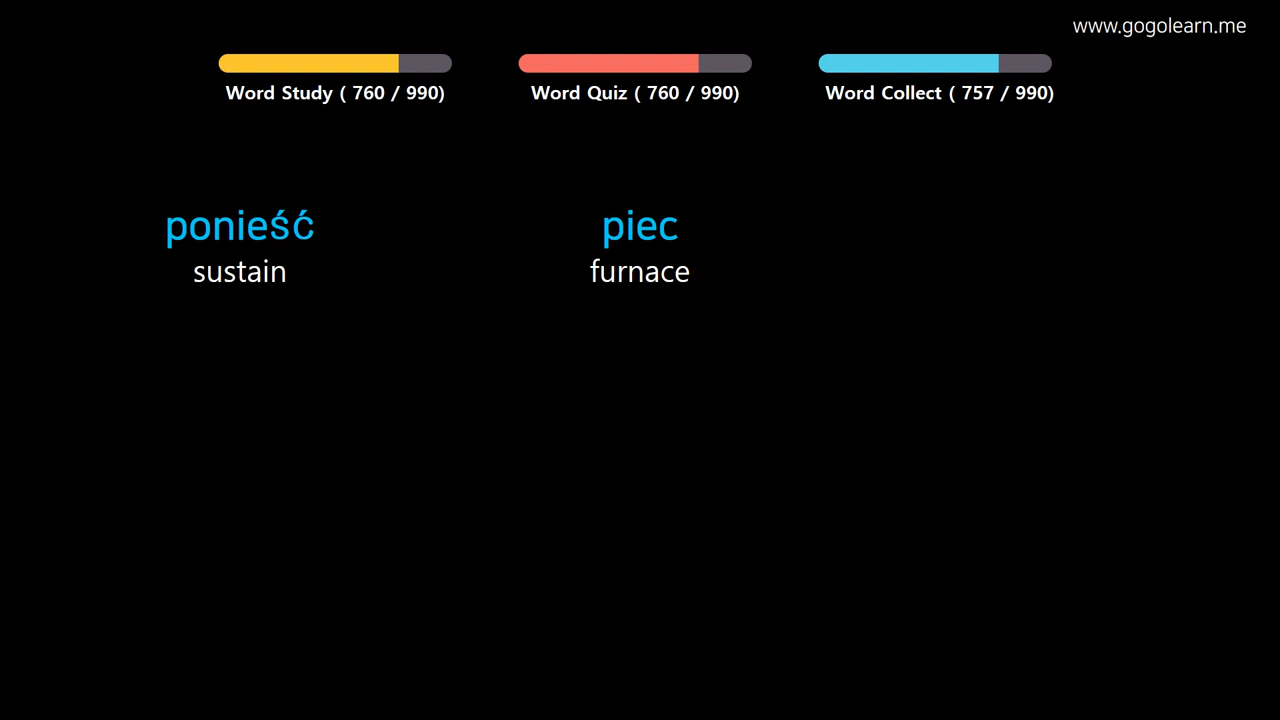 www.gogolearn.me
Word Study ( 760 / 990)
Word Quiz ( 760 / 990)
Word Collect ( 757 / 990)
ponieść
sustain
piec
furnace